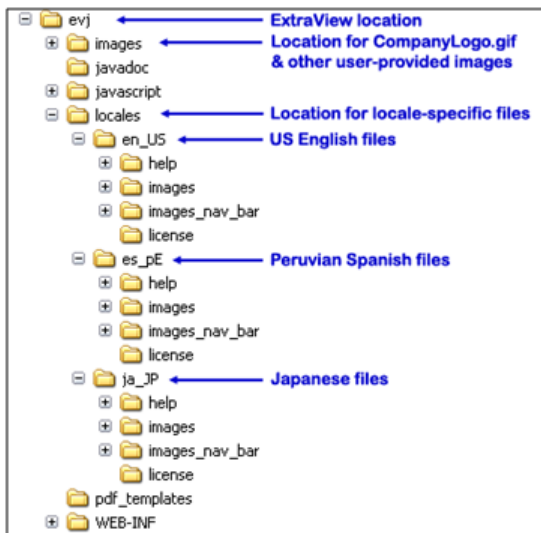 evj ExtraView location
images Location for CompanyLogo.gif
& other user-provided images
javadoc
javascript
locales Location for locale-specific files
en_US US English files
help
images
images_nav_bar
license
es_pE Peruvian Spanish files
help
images
images_nav_bar
license
ja_JP Japanese files
help
images
images_nav_bar
license
pdf_templates
WEB-INF